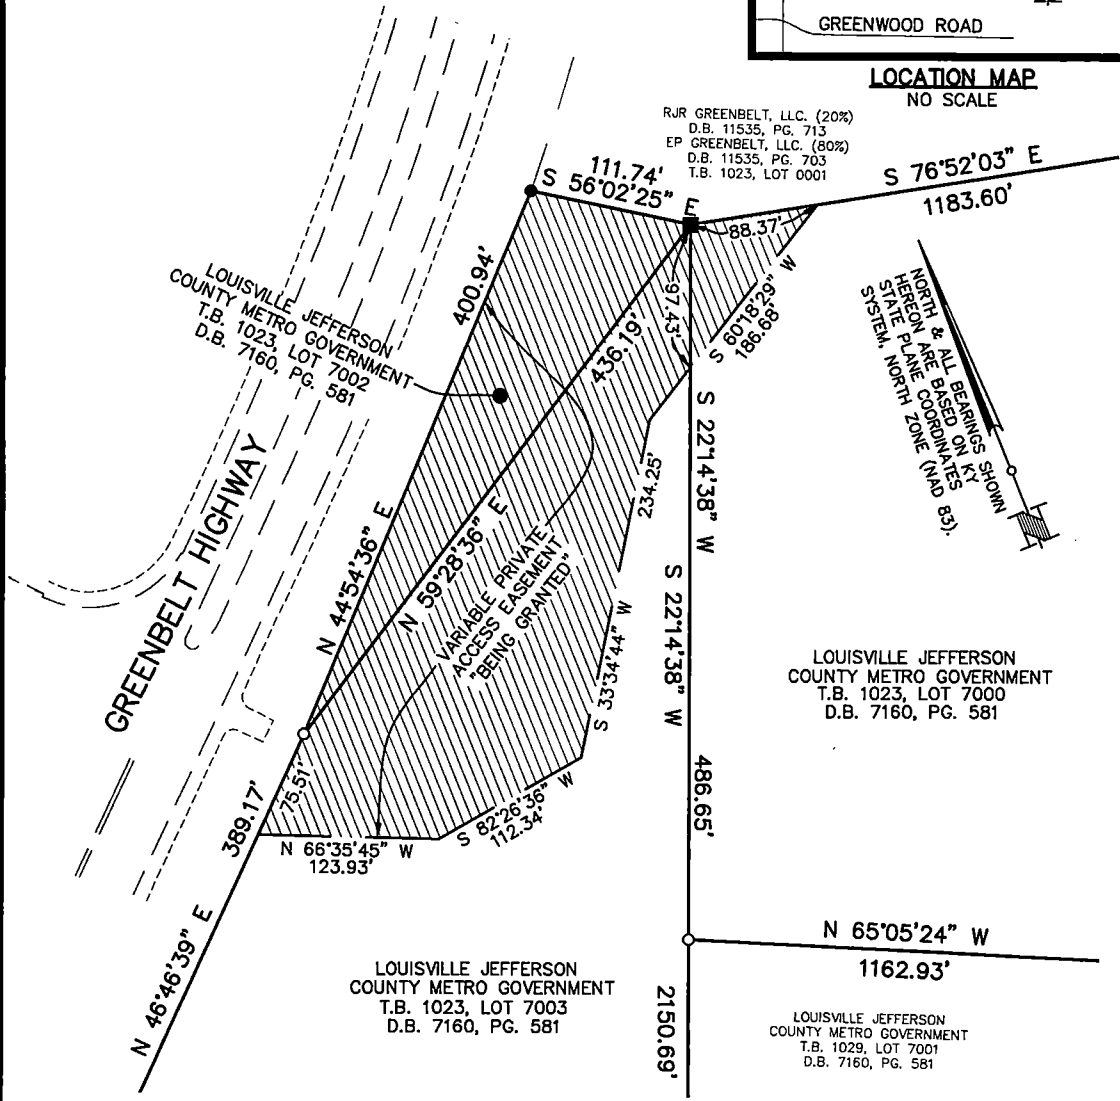 GREENWOOD ROAD
LOCATION MAP
NO SCALE
RJR GREENBELT, LLC. (20%)
D.B. 11535, PG. 713
EP GREENBELT, LLC. (80%)
D.B. 11535, PG. 703
T.B. 1023, LOT 0001
111.74'
S 56°02'25" E
S 76°52'03" E
1183.60'
88.37'
97.43'
S 60°18'29" W
186.68'
NORTH & ALL BEARINGS SHOWN
HEREON ARE BASED ON KY
STATE PLANE COORDINATES
SYSTEM, NORTH ZONE (NAD 83).
LOUISVILLE JEFFERSON
COUNTY METRO GOVERNMENT
T.B. 1023, LOT 7002
D.B. 7160, PG. 581
400.94'
436.19'
N 44°54'36" E
N 59°28'36" E
GREENBELT HIGHWAY
VARIABLE PRIVATE
ACCESS EASEMENT
"BEING GRANTED"
234.25'
S 33°34'44" W
S 22°14'38" W
S 22°14'38" W
486.65'
LOUISVILLE JEFFERSON
COUNTY METRO GOVERNMENT
T.B. 1023, LOT 7000
D.B. 7160, PG. 581
389.17'
75.51'
N 66°35'45" W
123.93'
S 82°26'36" W
112.34'
N 46°46'39" E
N 65°05'24" W
1162.93'
2150.69'
LOUISVILLE JEFFERSON
COUNTY METRO GOVERNMENT
T.B. 1023, LOT 7003
D.B. 7160, PG. 581
LOUISVILLE JEFFERSON
COUNTY METRO GOVERNMENT
T.B. 1029, LOT 7001
D.B. 7160, PG. 581